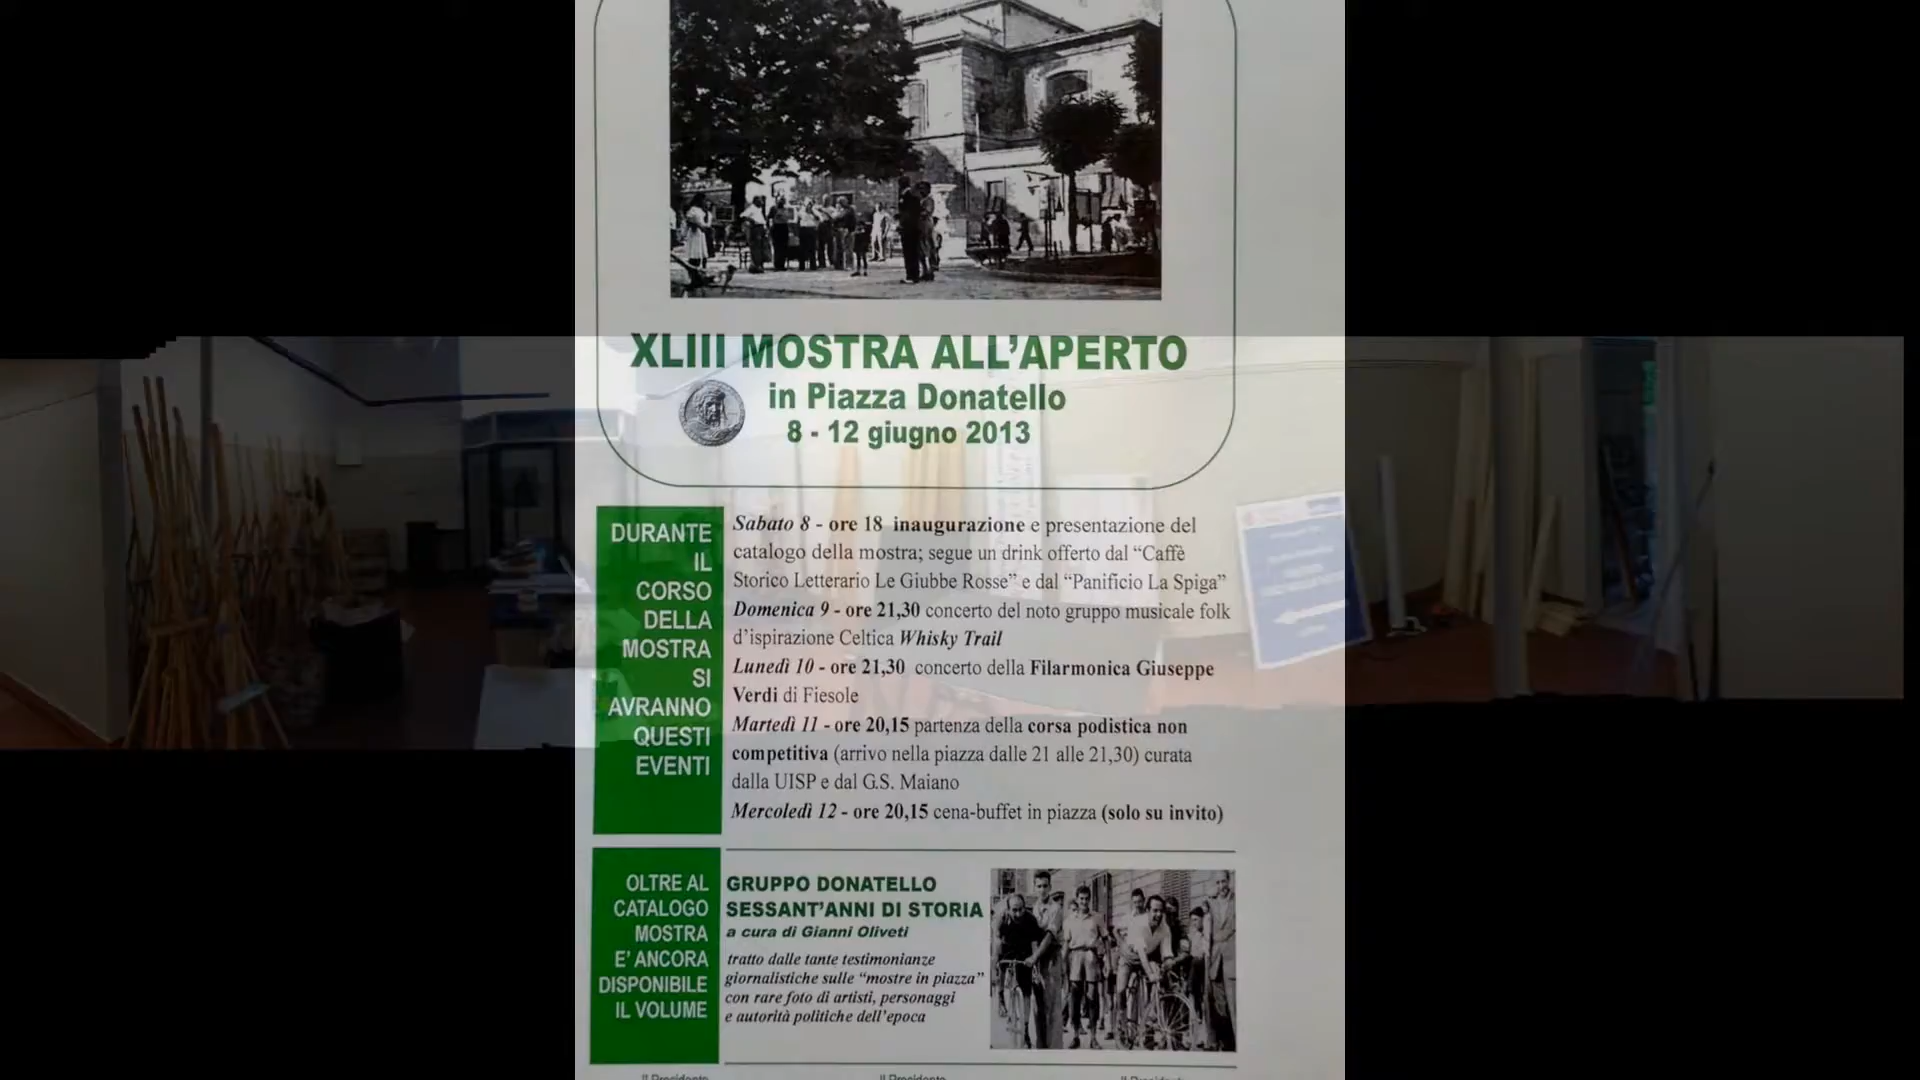 XLIII MOSTRA ALL'APERTO
in Piazza Donatello
8 - 12 giugno 2013
DURANTE
IL
CORSO
DELLA
MOSTRA
SI
AVRANNO
QUESTI
EVENTI
Sabato 8 - ore 18 inaugurazione e presentazione del
catalogo della mostra; segue un drink offerto dal “Caffè
Storico Letterario Le Giubbe Rosse” e dal “Panificio La Spiga”
Domenica 9 - ore 21,30 concerto del noto gruppo musicale folk
d’ispirazione Celtica Whisky Trail
Lunedì 10 - ore 21,30 concerto della Filarmonica Giuseppe
Verdi di Fiesole
Martedì 11 - ore 20,15 partenza della corsa podistica non
competitiva (arrivo nella piazza dalle 21 alle 21,30) curata
dalla UISP e dal G.S. Maiano
Mercoledì 12 - ore 20,15 cena-buffet in piazza (solo su invito)
OLTRE AL
CATALOGO
MOSTRA
E' ANCORA
DISPONIBILE
IL VOLUME
GRUPPO DONATELLO
SESSANT'ANNI DI STORIA
a cura di Gianni Oliveti
tratto dalle tante testimonianze
giornalistiche sulle “mostre in piazza”
con rare foto di artisti, personaggi
e autorità politiche dell’epoca
Il Presidente Il Presidente Il Presidente